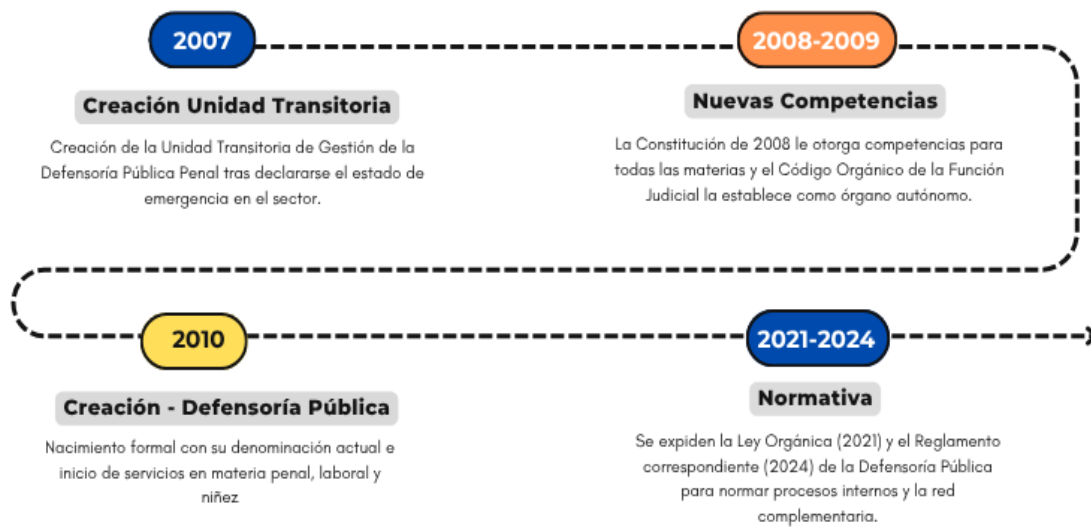 2007
Creación Unidad Transitoria
Creación de la Unidad Transitoria de Gestión de la
Defensoría Pública Penal tras declararse el estado de
emergencia en el sector.
2008-2009
Nuevas Competencias
La Constitución de 2008 le otorga competencias para
todas las materias y el Código Orgánico de la Función
Judicial la establece como órgano autónomo.
2010
Creación - Defensoría Pública
Nacimiento formal con su denominación actual e
inicio de servicios en materia penal, laboral y
niñez
2021-2024
Normativa
Se expiden la Ley Orgánica (2021) y el Reglamento
correspondiente (2024) de la Defensoría Pública
para normar procesos internos y la red
complementaria.